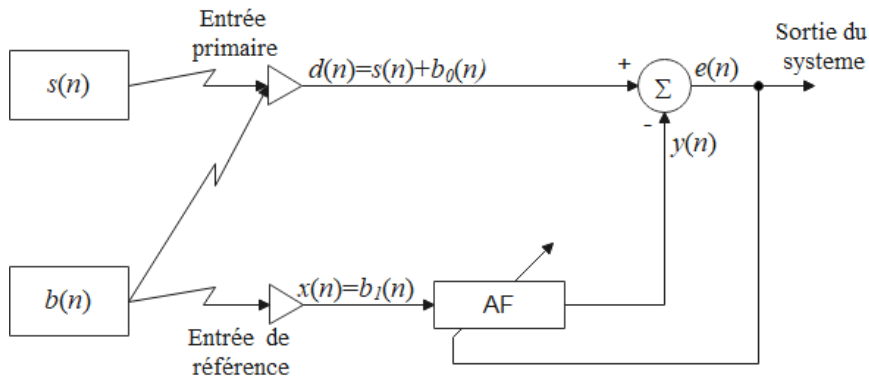 Entrée
primaire
s(n)
d(n)=s(n)+b₀(n)
+
Σ
e(n)
Sortie du
systeme
-
y(n)
b(n)
x(n)=b₁(n)
AF
Entrée de
référence